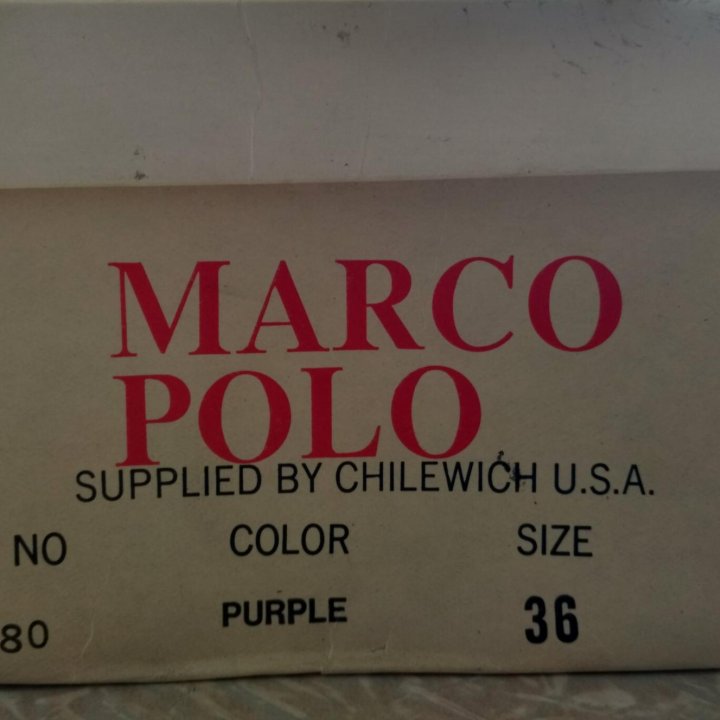 MARCO
POLO
SUPPLIED BY CHILEWICH U.S.A.
NO COLOR SIZE
80 PURPLE 36